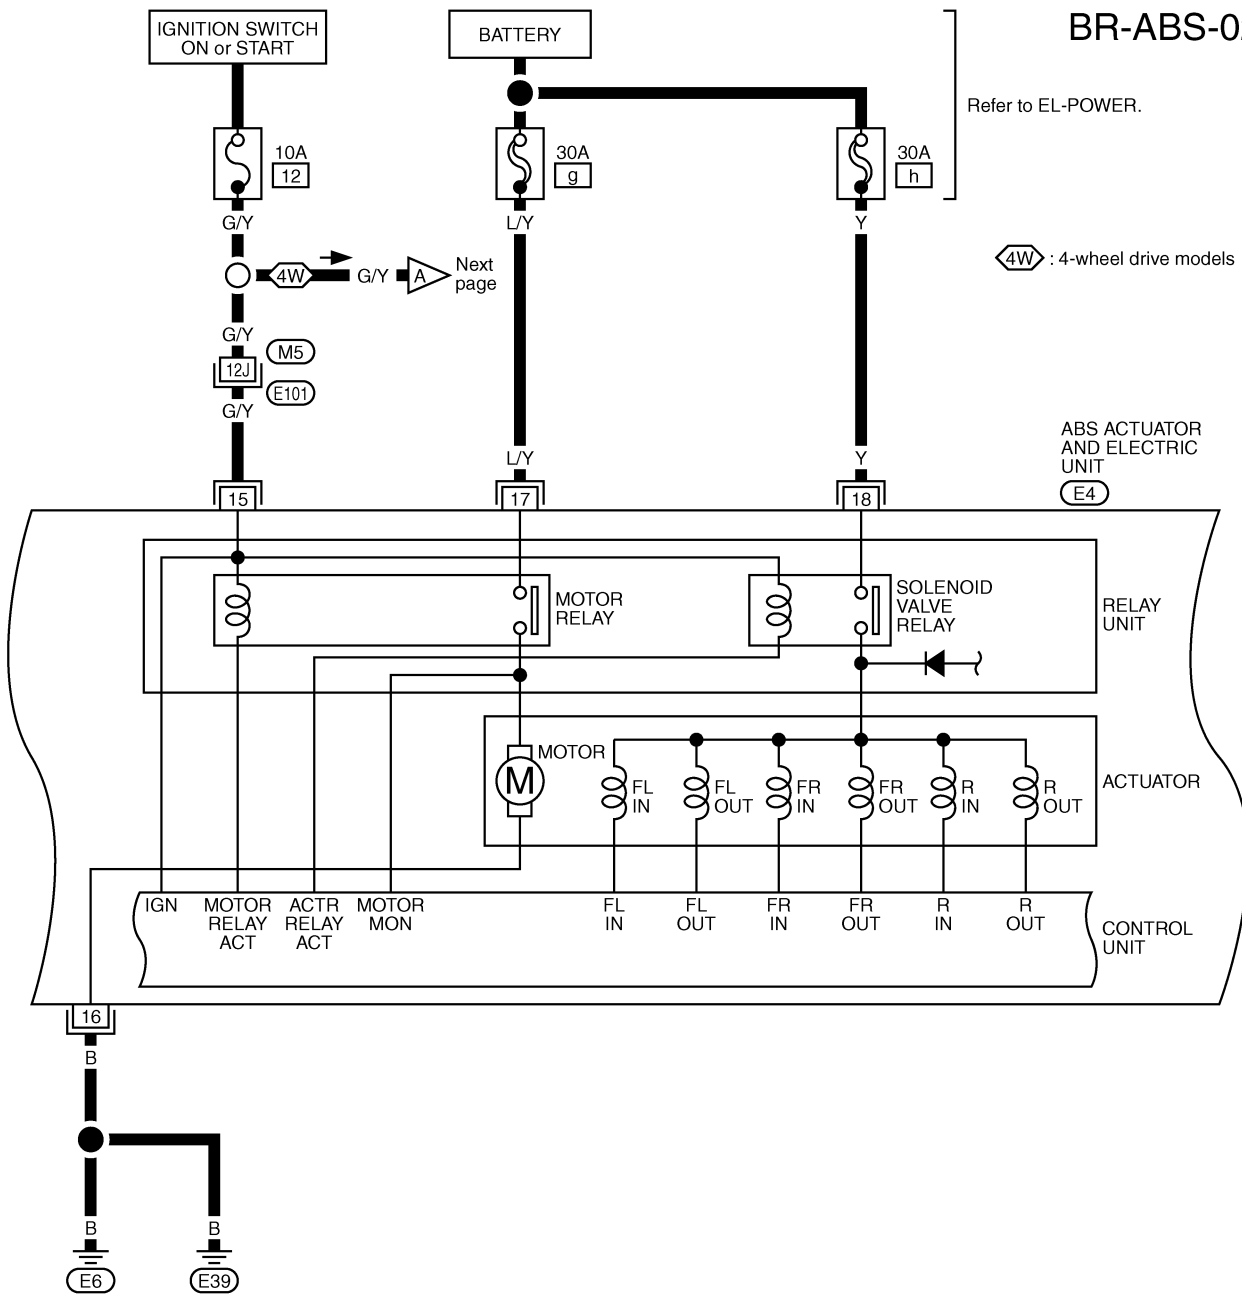 BR-ABS-0
IGNITION SWITCH
ON or START
BATTERY
Refer to EL-POWER.
10A
12
30A
g
30A
h
G/Y
L/Y
Y
4W
G/Y
A
Next
page
4W : 4-wheel drive models
G/Y
M5
12J
E101
G/Y
L/Y
Y
ABS ACTUATOR
AND ELECTRIC
UNIT
E4
15
17
18
MOTOR
RELAY
SOLENOID
VALVE
RELAY
RELAY
UNIT
MOTOR
M
FL
IN
FL
OUT
FR
IN
FR
OUT
R
IN
R
OUT
ACTUATOR
IGN
MOTOR
RELAY
ACT
ACTR
RELAY
ACT
MOTOR
MON
FL
IN
FL
OUT
FR
IN
FR
OUT
R
IN
R
OUT
CONTROL
UNIT
16
B
B
B
E6
E39